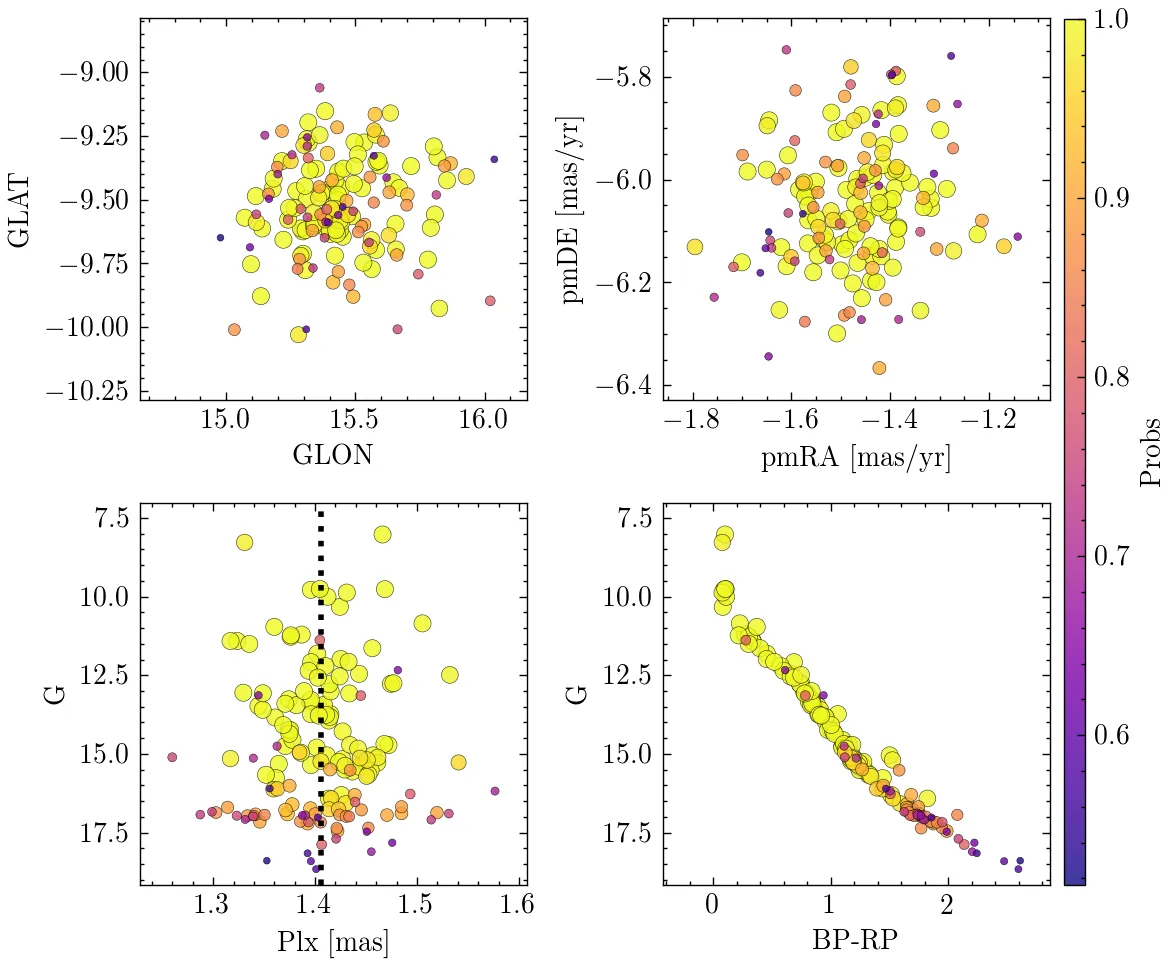 −9.00
−9.25
−9.50
−9.75
−10.00
−10.25
GLAT
15.0 15.5 16.0
GLON
−5.8
−6.0
−6.2
−6.4
pmDE [mas/yr]
−1.8 −1.6 −1.4 −1.2
pmRA [mas/yr]
7.5
10.0
12.5
15.0
17.5
G
1.3 1.4 1.5 1.6
Plx [mas]
7.5
10.0
12.5
15.0
17.5
G
0 1 2
BP-RP
1.0
0.9
0.8
0.7
0.6
Probs